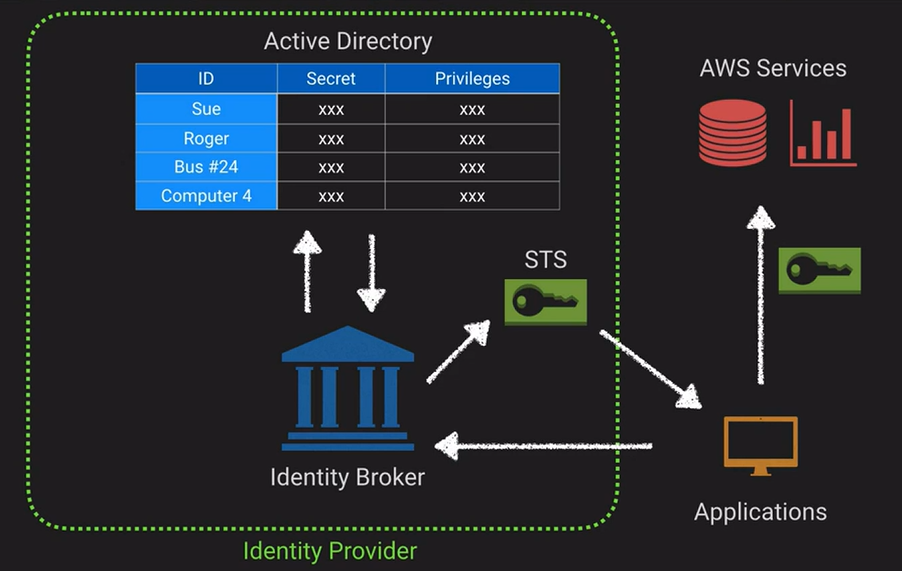 Active Directory
ID Secret Privileges
Sue xxx xxx
Roger xxx xxx
Bus #24 xxx xxx
Computer 4 xxx xxx
AWS Services
STS
Identity Broker
Applications
Identity Provider